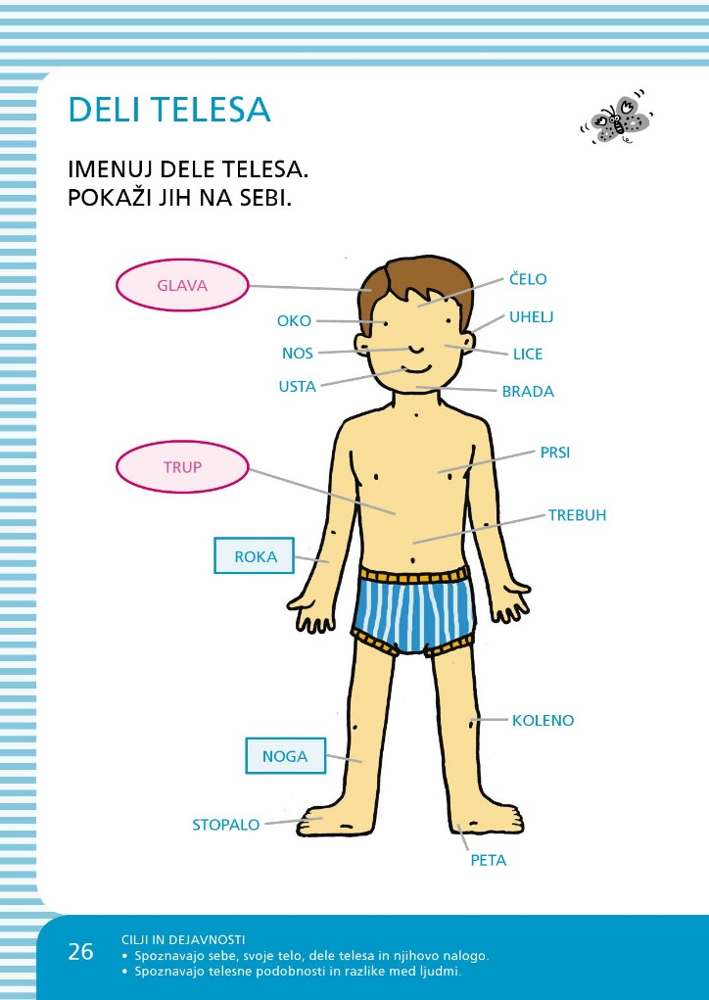 DELI TELESA
IMENUJ DELE TELESA.
POKAŽI JIH NA SEBI.
GLAVA
ČELO
OKO
UHELJ
NOS
LICE
USTA
BRADA
PRSI
TRUP
TREBUH
ROKA
KOLENO
NOGA
STOPALO
PETA
26
CILJI IN DEJAVNOSTI
• Spoznavajo sebe, svoje telo, dele telesa in njihovo nalogo.
• Spoznavajo telesne podobnosti in razlike med ljudmi.